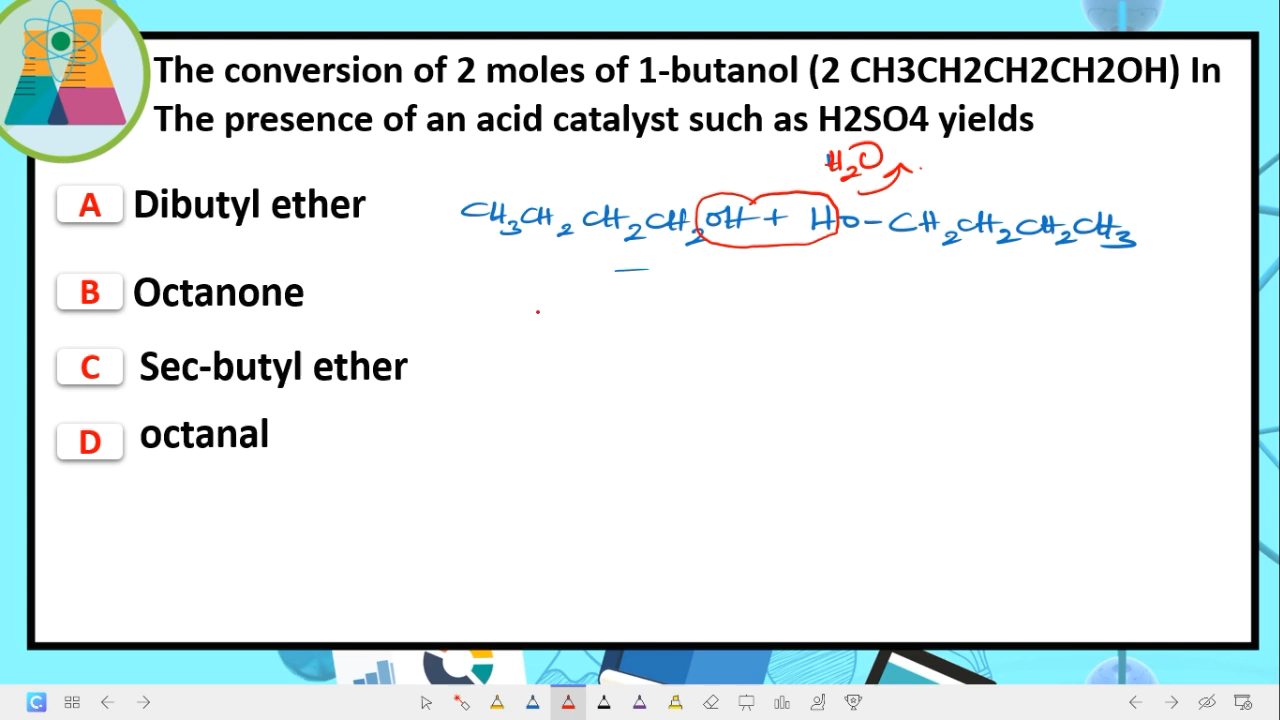 The conversion of 2 moles of 1-butanol (2 CH3CH2CH2CH2OH) In
The presence of an acid catalyst such as H2SO4 yields
H₂O
A Dibutyl ether
CH₃CH₂CH₂CH₂OH + HO-CH₂CH₂CH₂CH₃
B Octanone
C Sec-butyl ether
D octanal
C